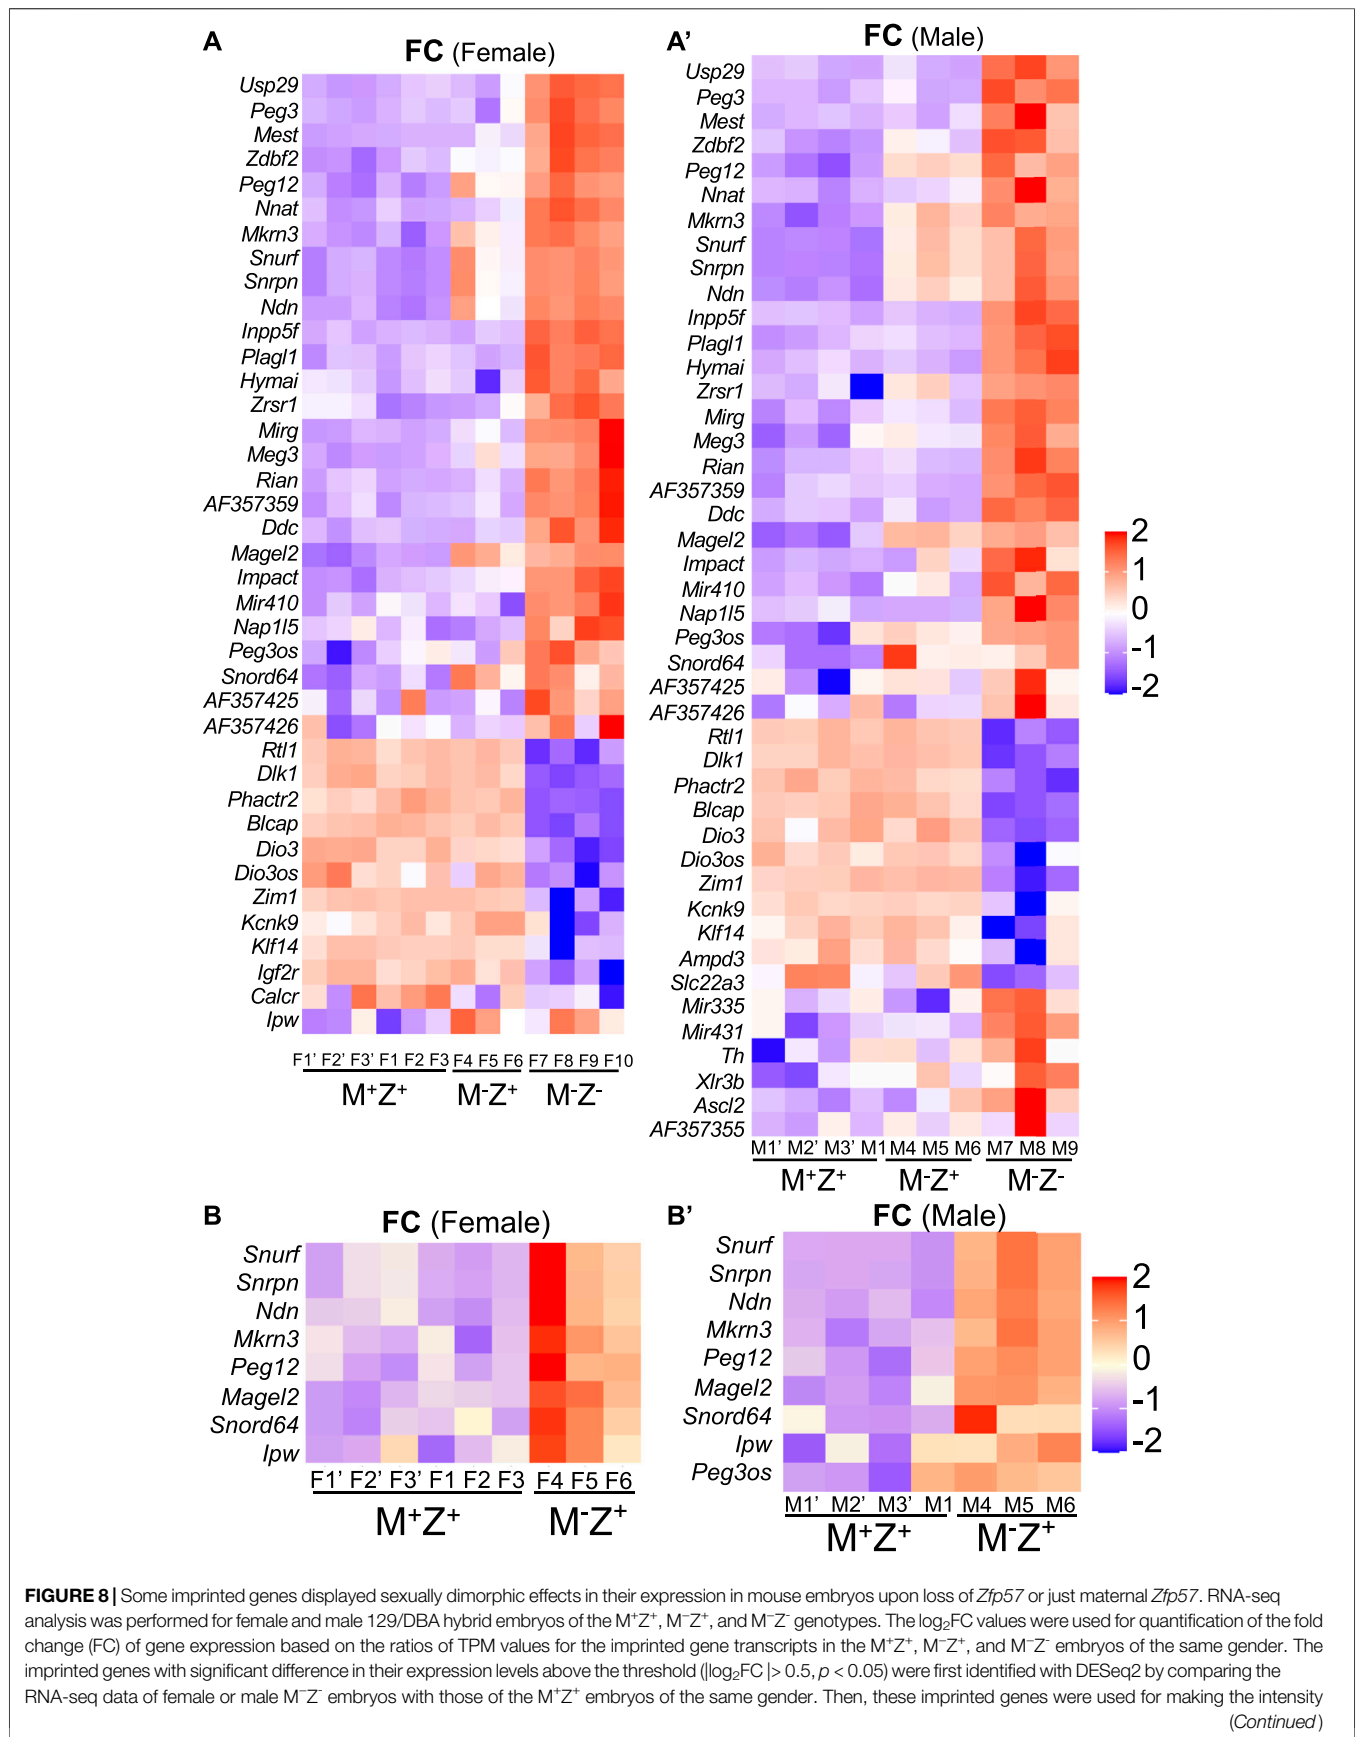 A
FC (Female)
Usp29
Peg3
Mest
Zdbf2
Peg12
Nnat
Mkrn3
Snurf
Snrpn
Ndn
Inpp5f
Plagl1
Hymai
Zrsr1
Mirg
Meg3
Rian
AF357359
Ddc
Magel2
Impact
Mir410
Nap1l5
Peg3os
Snord64
AF357425
AF357426
Rtl1
Dlk1
Phactr2
Blcap
Dio3
Dio3os
Zim1
Kcnk9
Klf14
Igf2r
Calcr
Ipw
F1' F2' F3' F1 F2 F3 F4 F5 F6 F7 F8 F9 F10
M⁺Z⁺ M⁻Z⁺ M⁻Z⁻
A'
FC (Male)
Usp29
Peg3
Mest
Zdbf2
Peg12
Nnat
Mkrn3
Snurf
Snrpn
Ndn
Inpp5f
Plagl1
Hymai
Zrsr1
Mirg
Meg3
Rian
AF357359
Ddc
Magel2
Impact
Mir410
Nap1l5
Peg3os
Snord64
AF357425
AF357426
Rtl1
Dlk1
Phactr2
Blcap
Dio3
Dio3os
Zim1
Kcnk9
Klf14
Ampd3
Slc22a3
Mir335
Mir431
Th
Xlr3b
Ascl2
AF357355
M1' M2' M3' M1 M4 M5 M6 M7 M8 M9
M⁺Z⁺ M⁻Z⁺ M⁻Z⁻
2
1
0
-1
-2
B
FC (Female)
Snurf
Snrpn
Ndn
Mkrn3
Peg12
Magel2
Snord64
Ipw
F1' F2' F3' F1 F2 F3 F4 F5 F6
M⁺Z⁺ M⁻Z⁺
B'
FC (Male)
Snurf
Snrpn
Ndn
Mkrn3
Peg12
Magel2
Snord64
Ipw
Peg3os
M1' M2' M3' M1 M4 M5 M6
M⁺Z⁺ M⁻Z⁺
2
1
0
-1
-2
FIGURE 8 | Some imprinted genes displayed sexually dimorphic effects in their expression in mouse embryos upon loss of Zfp57 or just maternal Zfp57. RNA-seq
analysis was performed for female and male 129/DBA hybrid embryos of the M⁺Z⁺, M⁻Z⁺, and M⁻Z⁻ genotypes. The log₂FC values were used for quantification of the fold
change (FC) of gene expression based on the ratios of TPM values for the imprinted gene transcripts in the M⁺Z⁺, M⁻Z⁺, and M⁻Z⁻ embryos of the same gender. The
imprinted genes with significant difference in their expression levels above the threshold (|log₂FC |> 0.5, p < 0.05) were first identified with DESeq2 by comparing the
RNA-seq data of female or male M⁻Z⁻ embryos with those of the M⁺Z⁺ embryos of the same gender. Then, these imprinted genes were used for making the intensity
(Continued)